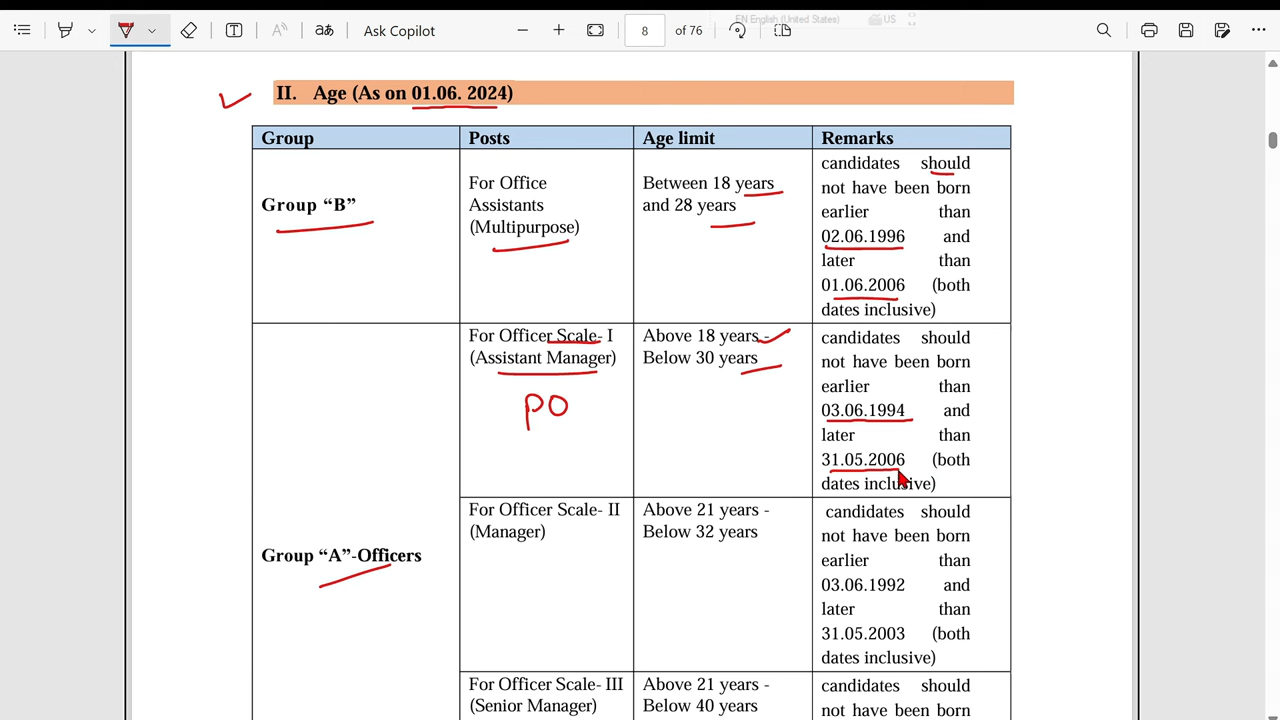 EN English (United States) US
Ask Copilot 8 of 76
II. Age (As on 01.06. 2024)
Group Posts Age limit Remarks
Group “B”
For Office
Assistants
(Multipurpose)
Between 18 years
and 28 years
candidates should
not have been born
earlier than
02.06.1996 and
later than
01.06.2006 (both
dates inclusive)
Group “A”-Officers
For Officer Scale- I
(Assistant Manager)
PO
Above 18 years -
Below 30 years
candidates should
not have been born
earlier than
03.06.1994 and
later than
31.05.2006 (both
dates inclusive)
For Officer Scale- II
(Manager)
Above 21 years -
Below 32 years
candidates should
not have been born
earlier than
03.06.1992 and
later than
31.05.2003 (both
dates inclusive)
For Officer Scale- III
(Senior Manager)
Above 21 years -
Below 40 years
candidates should
not have been born